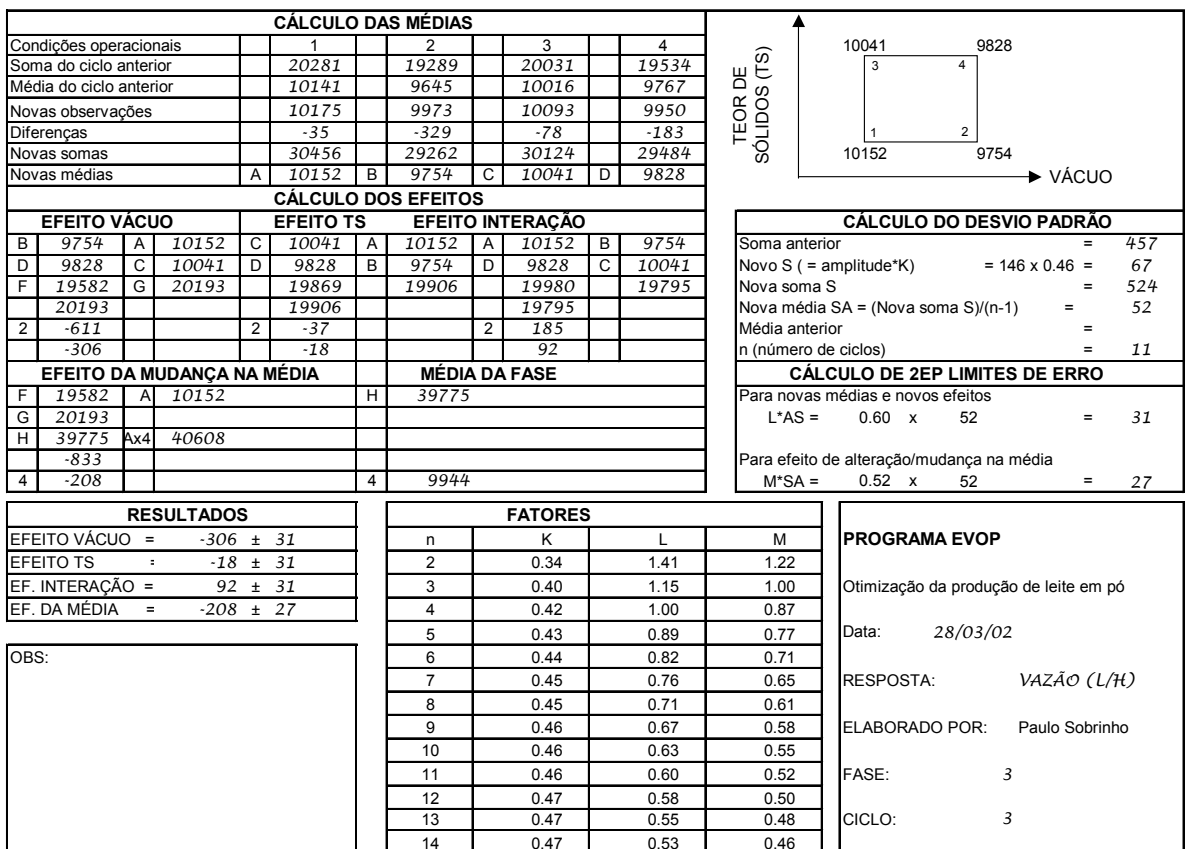 CÁLCULO DAS MÉDIAS
Condições operacionais 1 2 3 4
Soma do ciclo anterior 20281 19289 20031 19534
Média do ciclo anterior 10141 9645 10016 9767
Novas observações 10175 9973 10093 9950
Diferenças -35 -329 -78 -183
Novas somas 30456 29262 30124 29484
Novas médias A 10152 B 9754 C 10041 D 9828
TEOR DE
SÓLIDOS (TS)
10041 9828
3 4
1 2
10152 9754
VÁCUO
CÁLCULO DOS EFEITOS
EFEITO VÁCUO EFEITO TS EFEITO INTERAÇÃO
B 9754 A 10152 C 10041 A 10152 A 10152 B 9754
D 9828 C 10041 D 9828 B 9754 D 9828 C 10041
F 19582 G 20193 19869 19906 19980 19795
20193 19906 19795
2 -611 2 -37 2 185
-306 -18 92
EFEITO DA MUDANÇA NA MÉDIA MÉDIA DA FASE
F 19582 A 10152 H 39775
G 20193
H 39775 Ax4 40608
-833
4 -208 4 9944
CÁLCULO DO DESVIO PADRÃO
Soma anterior = 457
Novo S ( = amplitude*K) = 146 x 0.46 = 67
Nova soma S = 524
Nova média SA = (Nova soma S)/(n-1) = 52
Média anterior =
n (número de ciclos) = 11
CÁLCULO DE 2EP LIMITES DE ERRO
Para novas médias e novos efeitos
L*AS = 0.60 x 52 = 31
Para efeito de alteração/mudança na média
M*SA = 0.52 x 52 = 27
RESULTADOS
EFEITO VÁCUO = -306 ± 31
EFEITO TS = -18 ± 31
EF. INTERAÇÃO = 92 ± 31
EF. DA MÉDIA = -208 ± 27
OBS:
FATORES
n K L M
2 0.34 1.41 1.22
3 0.40 1.15 1.00
4 0.42 1.00 0.87
5 0.43 0.89 0.77
6 0.44 0.82 0.71
7 0.45 0.76 0.65
8 0.45 0.71 0.61
9 0.46 0.67 0.58
10 0.46 0.63 0.55
11 0.46 0.60 0.52
12 0.47 0.58 0.50
13 0.47 0.55 0.48
14 0.47 0.53 0.46
PROGRAMA EVOP
Otimização da produção de leite em pó
Data: 28/03/02
RESPOSTA: VAZÃO (L/H)
ELABORADO POR: Paulo Sobrinho
FASE: 3
CICLO: 3